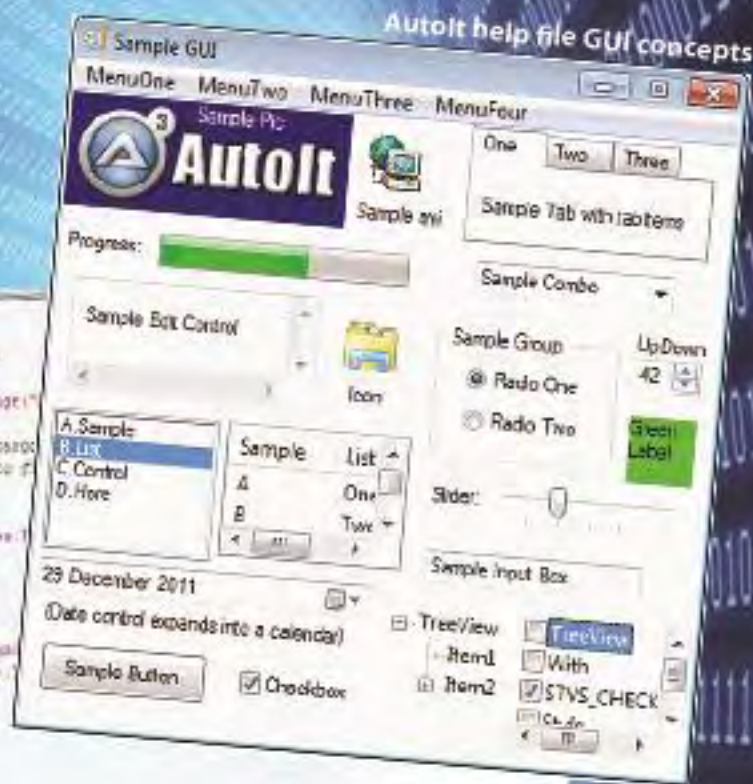 AutoIt help file GUI concepts
Sample GUI
MenuOne MenuTwo MenuThree MenuFour
Sample Pic
3
AutoIt
Sample avi
One Two Three
Sample Tab with tabitems
Progress:
Sample Combo
Sample Edit Control
Icon
Sample Group
Radio One
Radio Two
UpDown
42
Green
Label
A.Sample
B.List
C.Control
D.Here
Sample List
A One
B Two
Slider:
Sample Input Box
29 December 2011
(Date control expands into a calendar)
Sample Button
Checkbox
TreeView
Item1
Item2
TreeView
With
STVS_CHECK